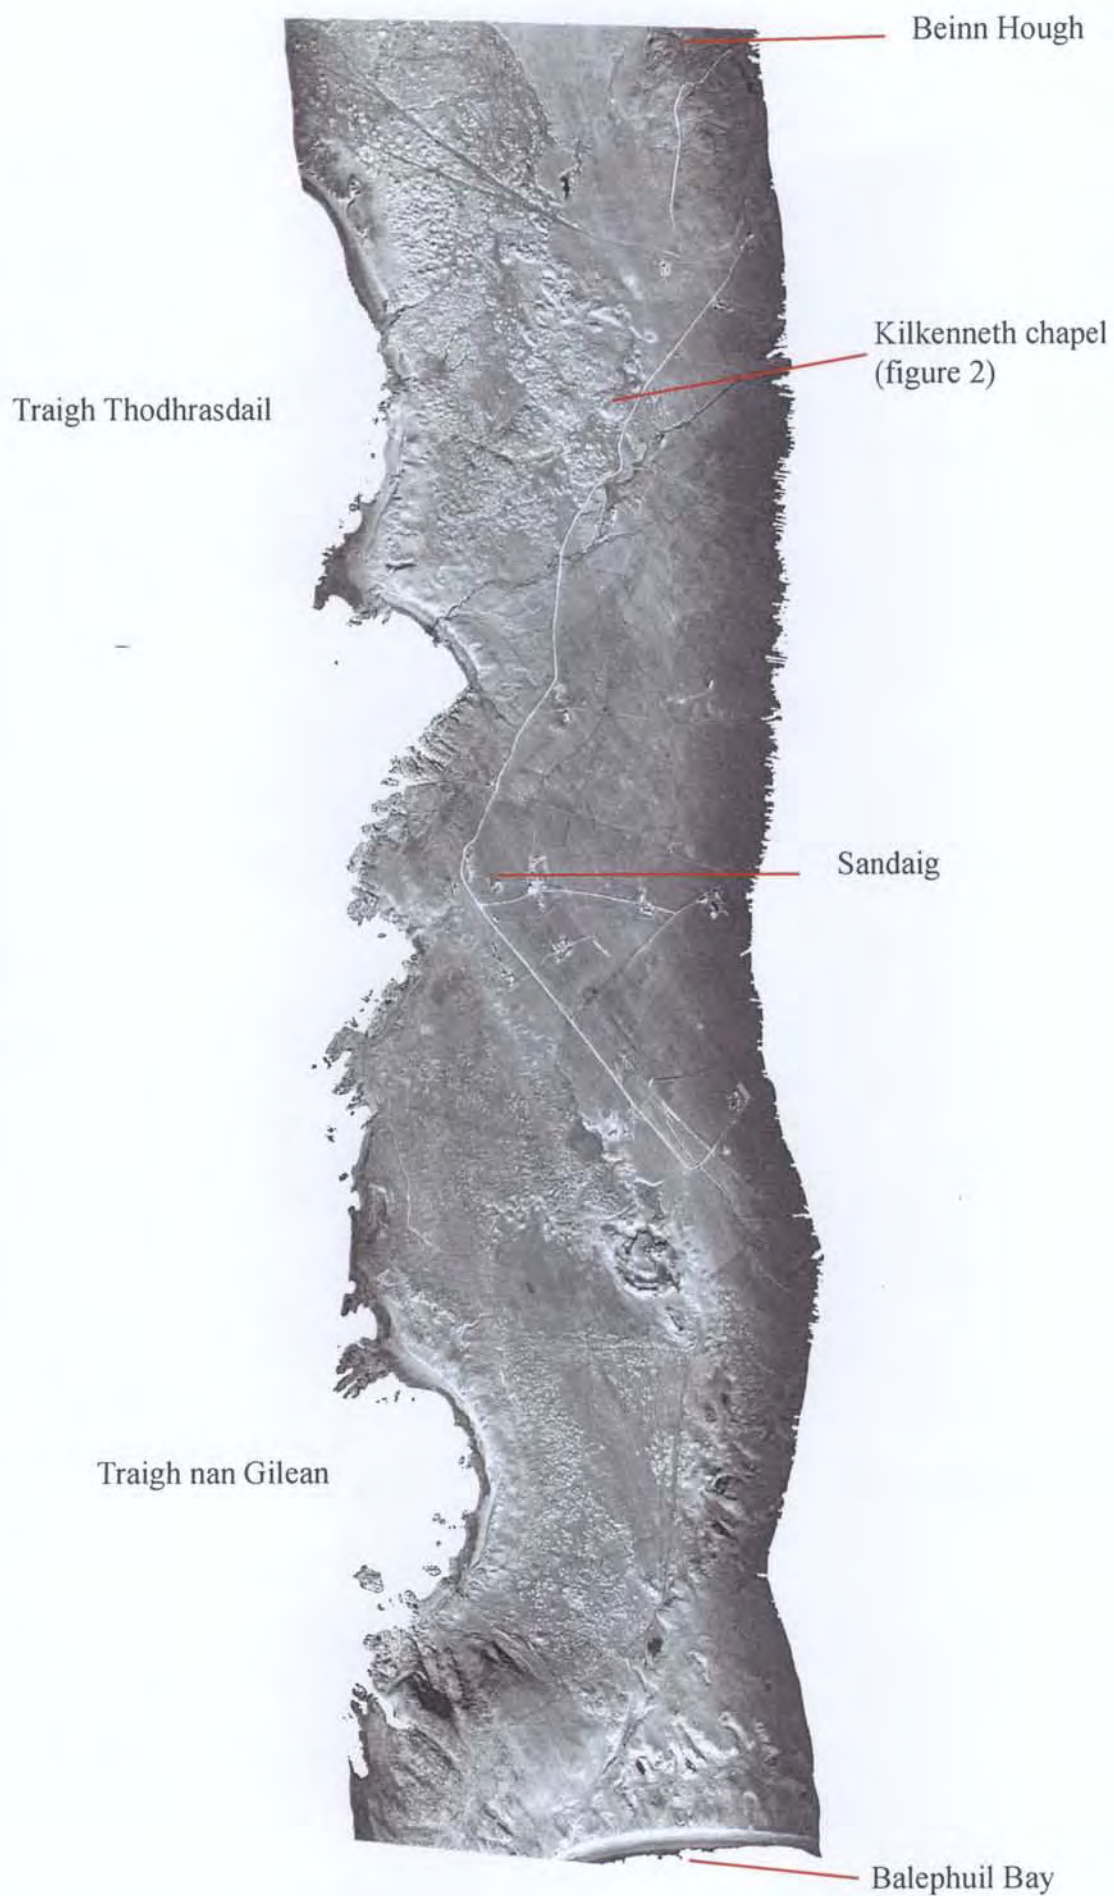 Beinn Hough
Kilkenneth chapel
(figure 2)
Traigh Thodhrasdail
Sandaig
Traigh nan Gilean
Balephuil Bay